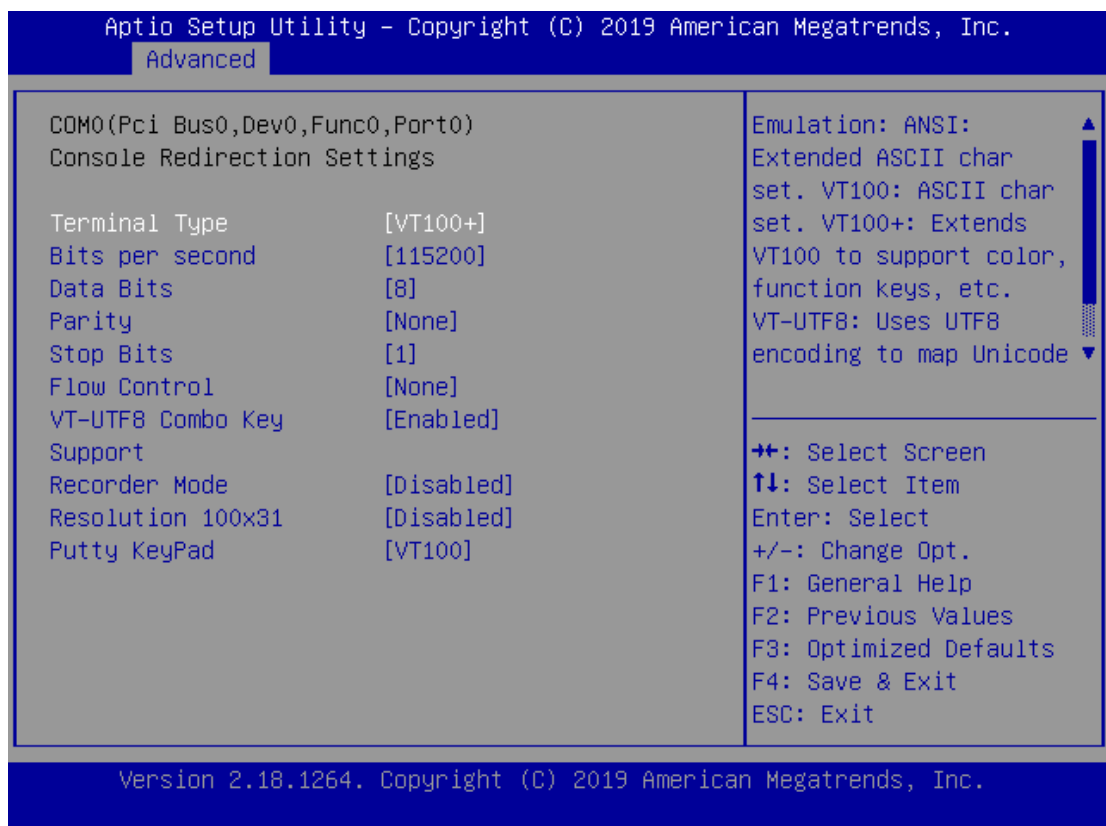 Aptio Setup Utility – Copyright (C) 2019 American Megatrends, Inc.
Advanced
COM0(Pci Bus0,Dev0,Func0,Port0)
Console Redirection Settings
Terminal Type [VT100+]
Bits per second [115200]
Data Bits [8]
Parity [None]
Stop Bits [1]
Flow Control [None]
VT-UTF8 Combo Key [Enabled]
Support
Recorder Mode [Disabled]
Resolution 100x31 [Disabled]
Putty KeyPad [VT100]
Emulation: ANSI:
Extended ASCII char
set. VT100: ASCII char
set. VT100+: Extends
VT100 to support color,
function keys, etc.
VT-UTF8: Uses UTF8
encoding to map Unicode
→←: Select Screen
↑↓: Select Item
Enter: Select
+/-: Change Opt.
F1: General Help
F2: Previous Values
F3: Optimized Defaults
F4: Save & Exit
ESC: Exit
Version 2.18.1264. Copyright (C) 2019 American Megatrends, Inc.